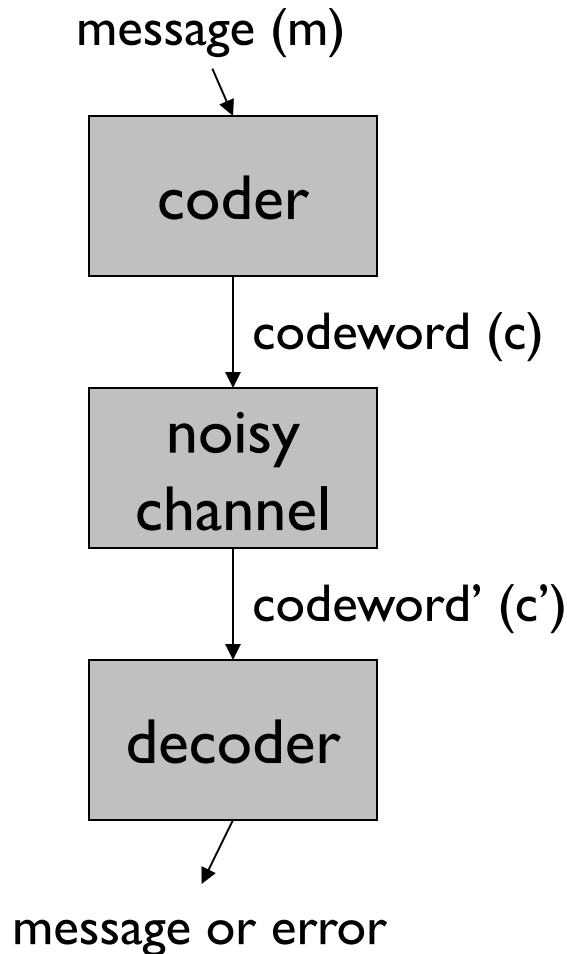 message (m)
coder
codeword (c)
noisy
channel
codeword’ (c’)
decoder
message or error